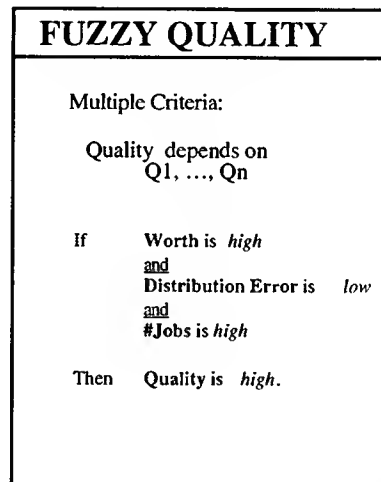 FUZZY QUALITY
Multiple Criteria:
Quality depends on
Q1, ..., Qn
If Worth is high
and
Distribution Error is low
and
#Jobs is high
Then Quality is high.